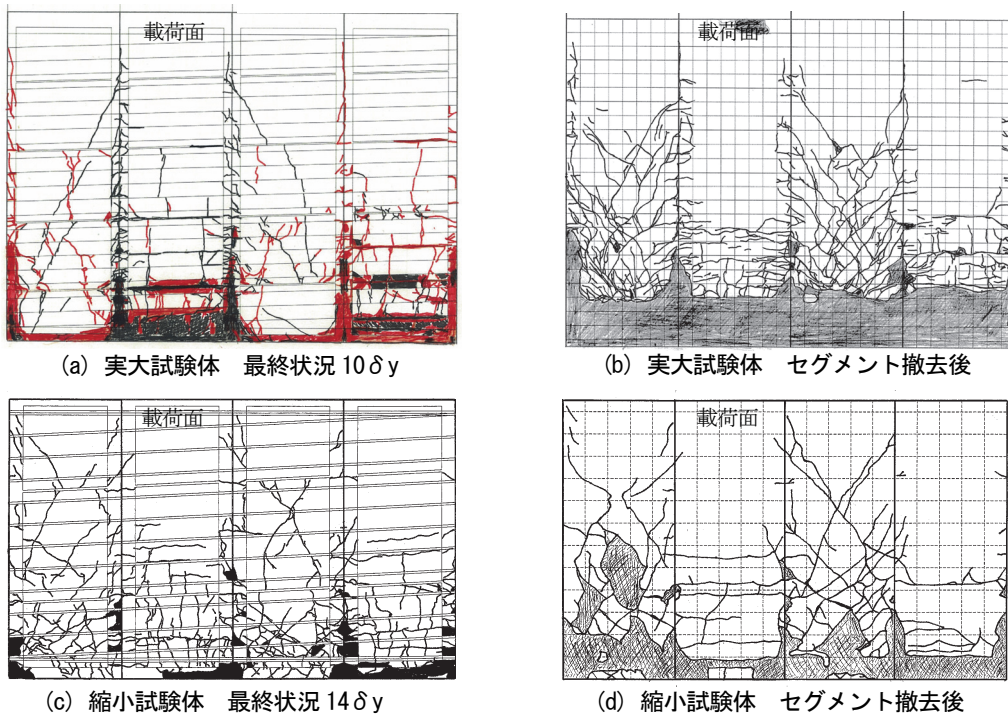 載荷面
載荷面
(a) 実大試験体 最終状況 10δy
(b) 実大試験体 セグメント撤去後
載荷面
載荷面
(c) 縮小試験体 最終状況 14δy
(d) 縮小試験体 セグメント撤去後